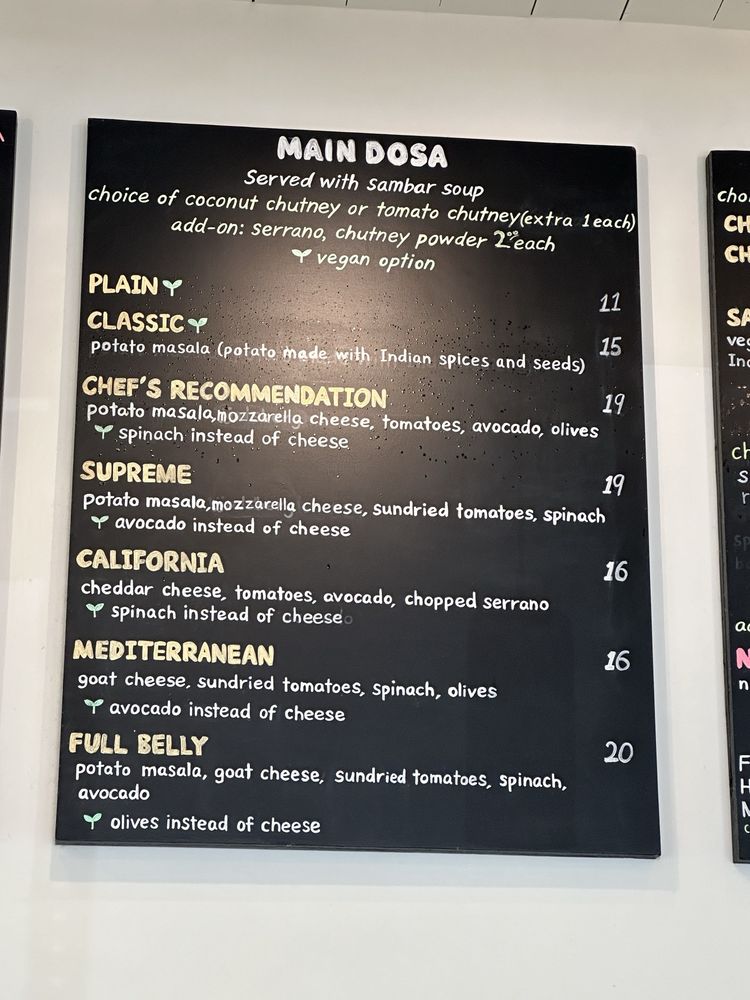 MAIN DOSA
Served with sambar soup
choice of coconut chutney or tomato chutney(extra 1each)
add-on: serrano, chutney powder 2.00each
vegan option
PLAIN 11
CLASSIC 15
potato masala (potato made with Indian spices and seeds)
CHEF'S RECOMMENDATION 19
potato masala,mozzarella cheese, tomatoes, avocado, olives
spinach instead of cheese
SUPREME 19
potato masala,mozzarella cheese, sundried tomatoes, spinach
avocado instead of cheese
CALIFORNIA 16
cheddar cheese, tomatoes, avocado, chopped serrano
spinach instead of cheese
MEDITERRANEAN 16
goat cheese, sundried tomatoes, spinach, olives
avocado instead of cheese
FULL BELLY 20
potato masala, goat cheese, sundried tomatoes, spinach,
avocado
olives instead of cheese